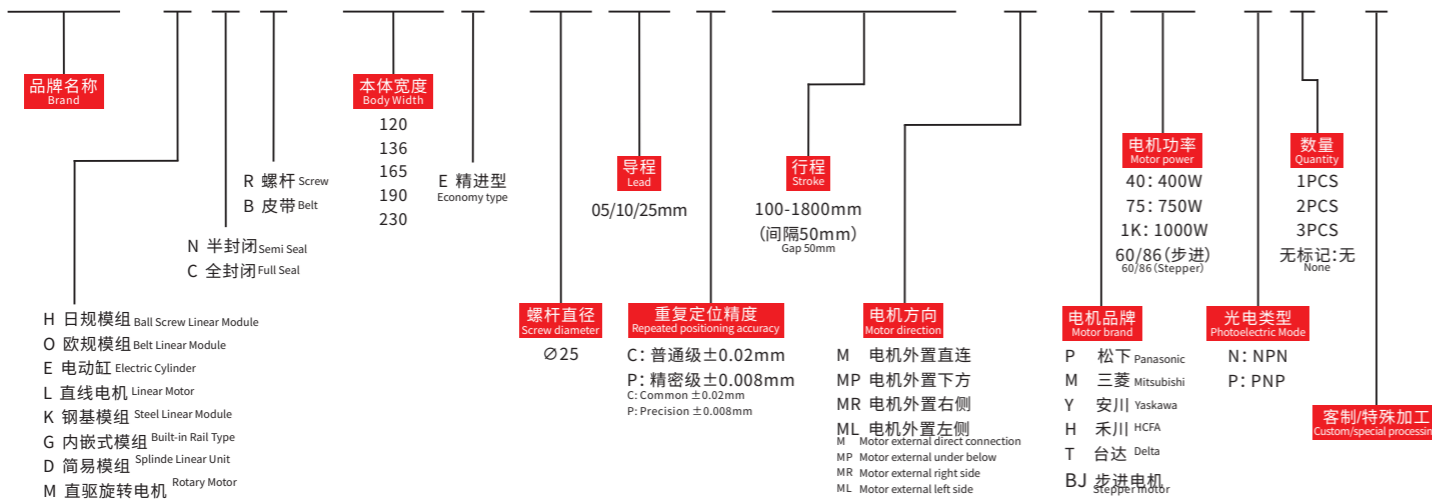 品牌名称
Brand
H 日规模组 Ball Screw Linear Module
O 欧规模组 Belt Linear Module
E 电动缸 Electric Cylinder
L 直线电机 Linear Motor
K 钢基模组 Steel Linear Module
G 内嵌式模组 Built-in Rail Type
D 简易模组 Splinde Linear Unit
M 直驱旋转电机 Rotary Motor
N 半封闭 Semi Seal
C 全封闭 Full Seal
R 螺杆 Screw
B 皮带 Belt
本体宽度
Body Width
120
136
165
190
230
E 精进型
Economy type
螺杆直径
Screw diameter
∅25
导程
Lead
05/10/25mm
重复定位精度
Repeated positioning accuracy
C：普通级±0.02mm
P：精密级±0.008mm
C: Common ±0.02mm
P: Precision ±0.008mm
行程
Stroke
100-1800mm
（间隔50mm）
Gap 50mm
电机方向
Motor direction
M 电机外置直连
MP 电机外置下方
MR 电机外置右侧
ML 电机外置左侧
M Motor external direct connection
MP Motor external under below
MR Motor external right side
ML Motor external left side
电机品牌
Motor brand
P 松下 Panasonic
M 三菱 Mitsubishi
Y 安川 Yaskawa
H 禾川 HCFA
T 台达 Delta
BJ 步进电机
Stepper motor
电机功率
Motor power
40：400W
75：750W
1K：1000W
60/86（步进）
60/86（Stepper）
光电类型
Photoelectric Mode
N：NPN
P：PNP
数量
Quantity
1PCS
2PCS
3PCS
无标记：无
None
客制/特殊加工
Custom/special processin